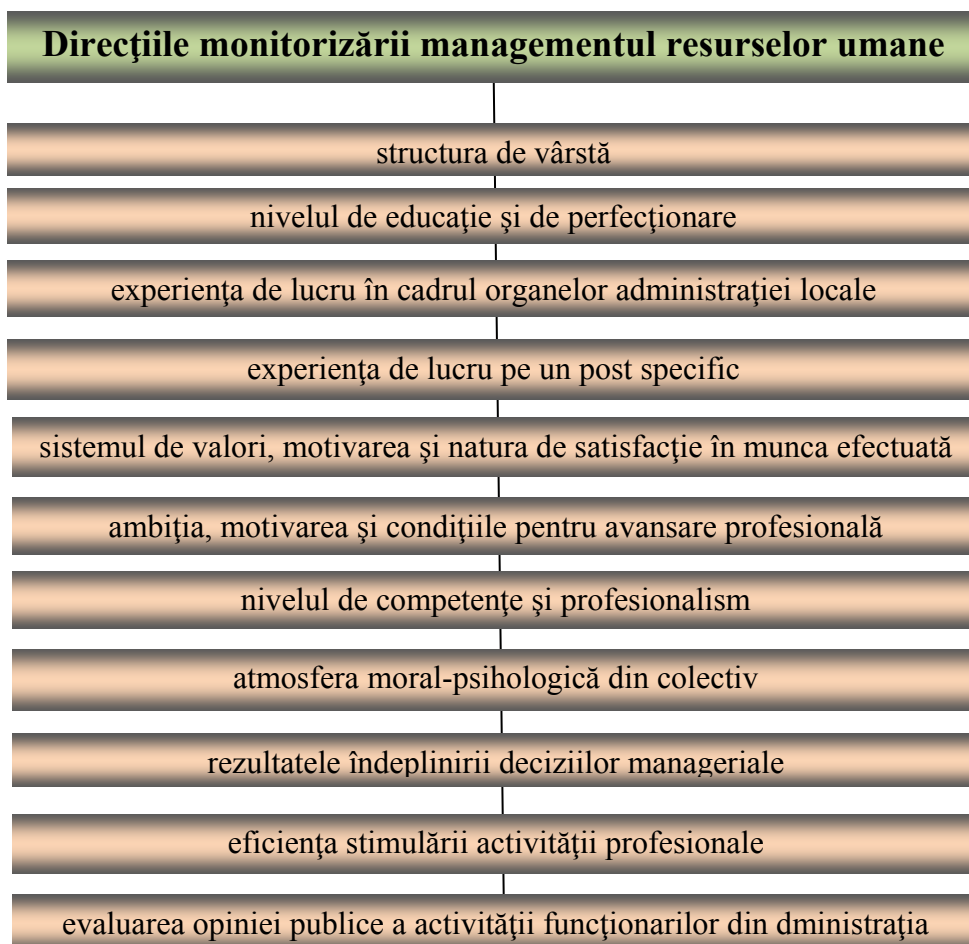 Direcţiile monitorizării managementul resurselor umane
structura de vârstă
nivelul de educaţie şi de perfecţionare
experienţa de lucru în cadrul organelor administraţiei locale
experienţa de lucru pe un post specific
sistemul de valori, motivarea şi natura de satisfacţie în munca efectuată
ambiţia, motivarea şi condiţiile pentru avansare profesională
nivelul de competenţe şi profesionalism
atmosfera moral-psihologică din colectiv
rezultatele îndeplinirii deciziilor manageriale
eficienţa stimulării activităţii profesionale
evaluarea opiniei publice a activităţii funcţionarilor din dministraţia